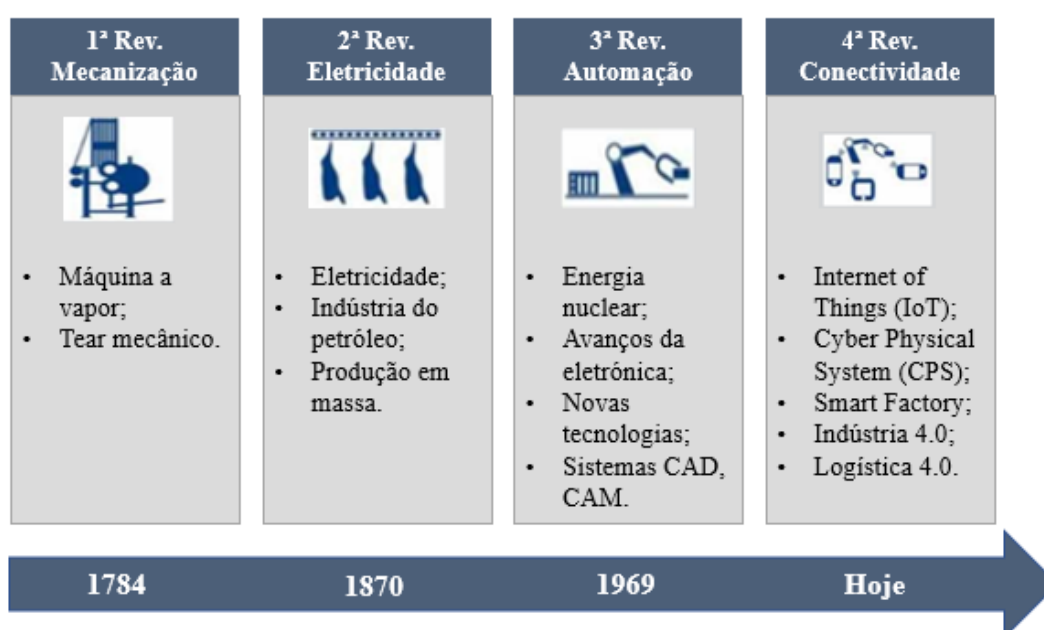 1ª Rev.
Mecanização
• Máquina a
vapor;
• Tear mecânico.
2ª Rev.
Eletricidade
• Eletricidade;
• Indústria do
petróleo;
• Produção em
massa.
3ª Rev.
Automação
• Energia
nuclear;
• Avanços da
eletrónica;
• Novas
tecnologias;
• Sistemas CAD,
CAM.
4ª Rev.
Conectividade
• Internet of
Things (IoT);
• Cyber Physical
System (CPS);
• Smart Factory;
• Indústria 4.0;
• Logística 4.0.
1784
1870
1969
Hoje